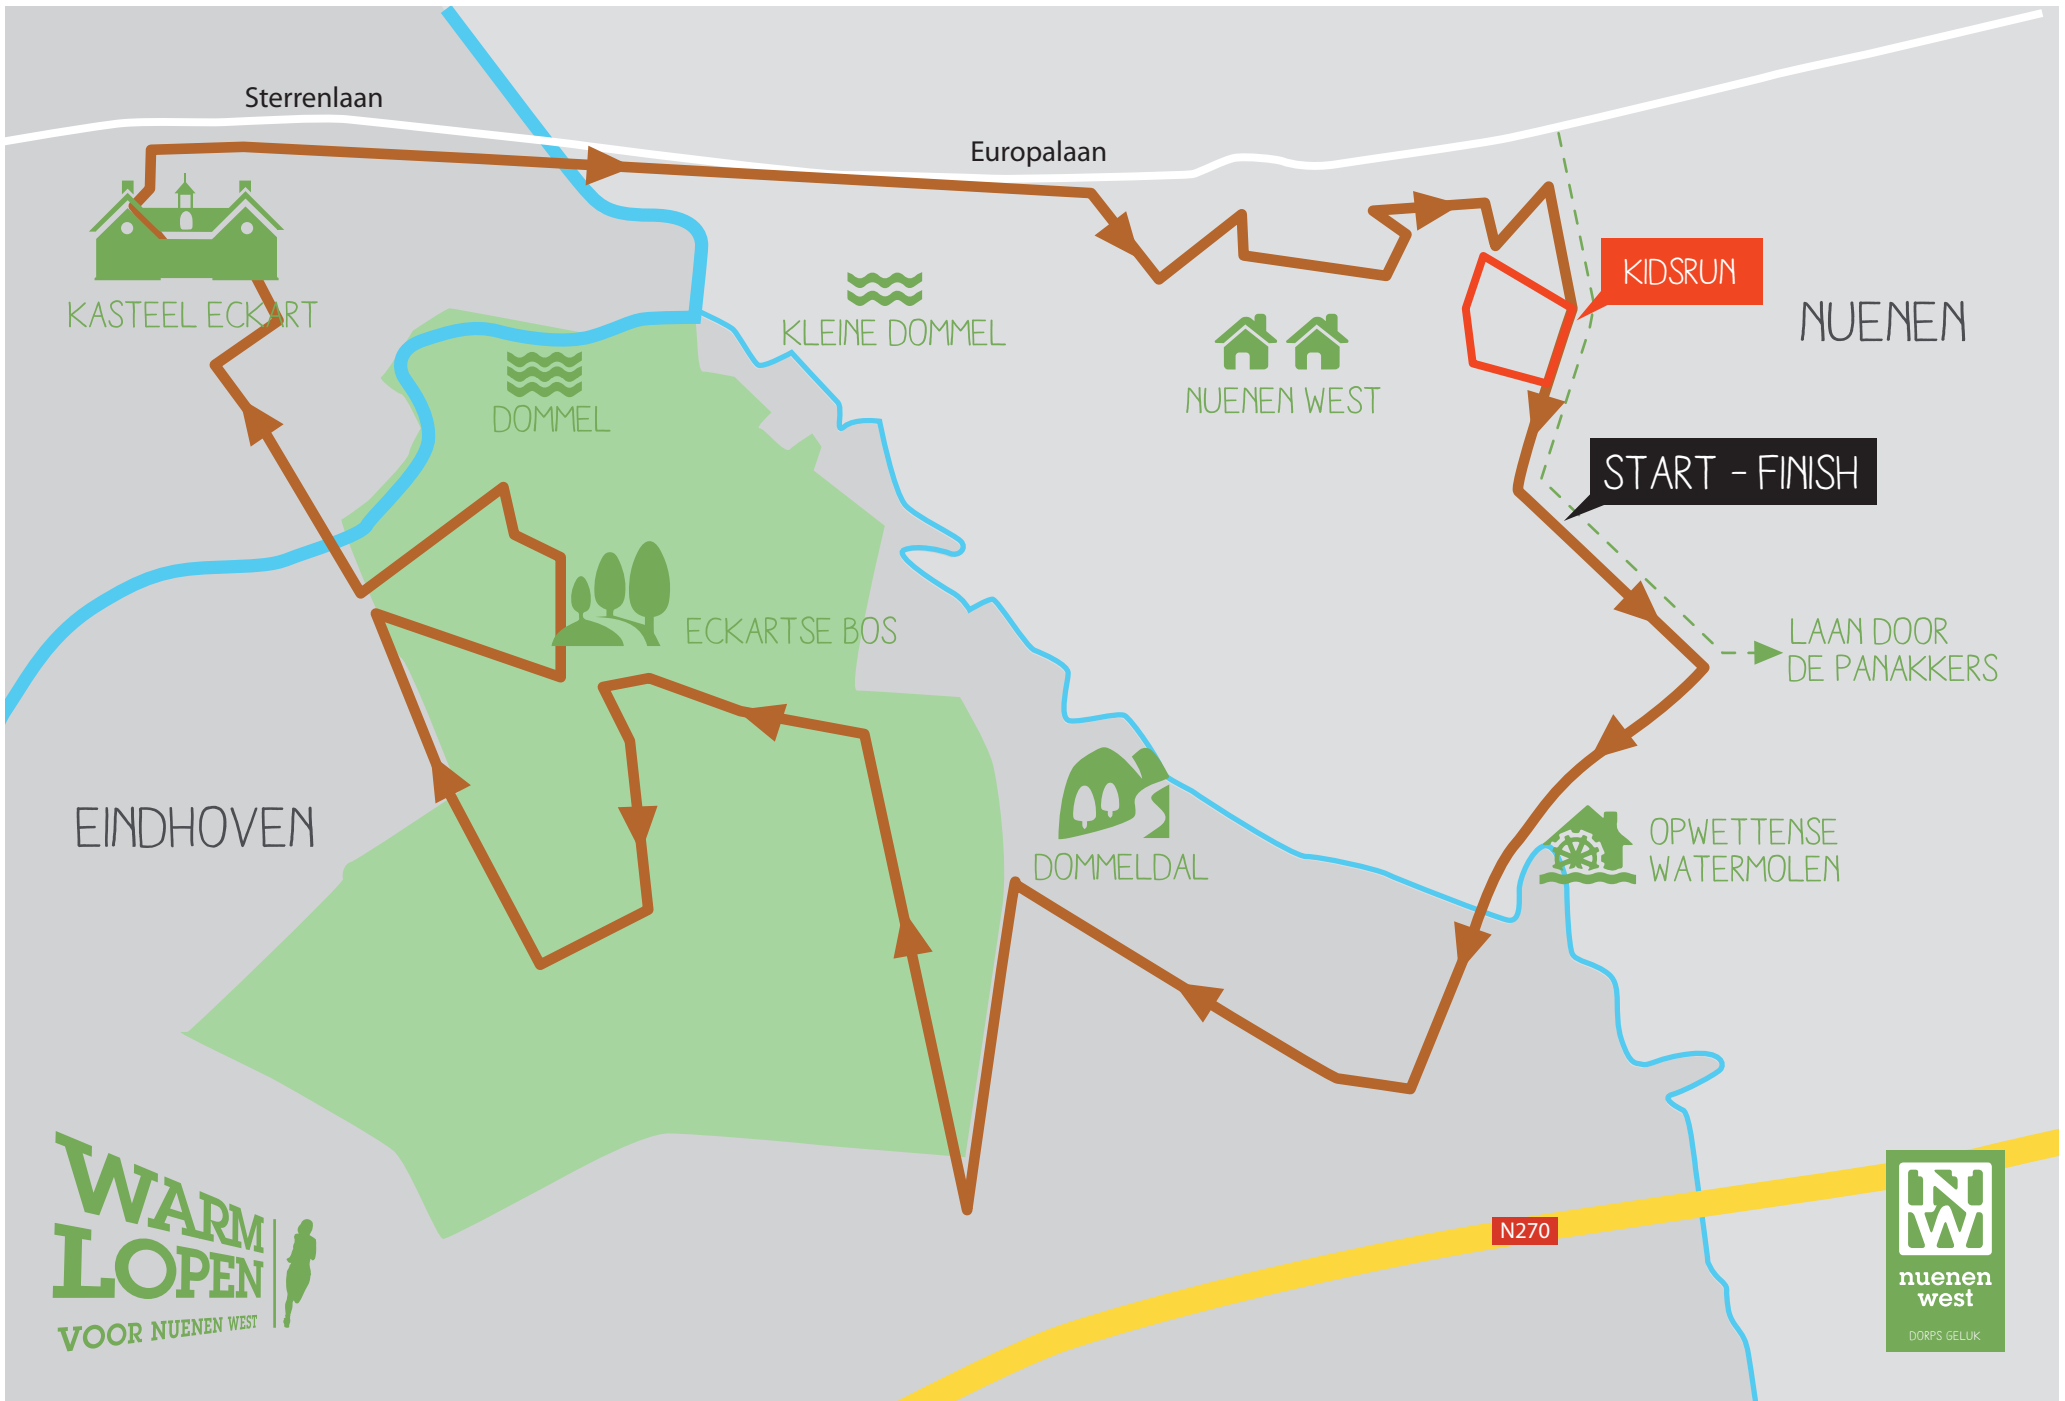 Sterrenlaan
Europalaan
KASTEEL ECKART
KLEINE DOMMEL
DOMMEL
NUENEN WEST
KIDSRUN
NUENEN
START - FINISH
ECKARTSE BOS
LAAN DOOR
DE PANAKKERS
EINDHOVEN
DOMMELDAL
OPWETTENSE
WATERMOLEN
WARM
LOPEN
VOOR NUENEN WEST
N270
NW
nuenen
west
DORPS GELUK